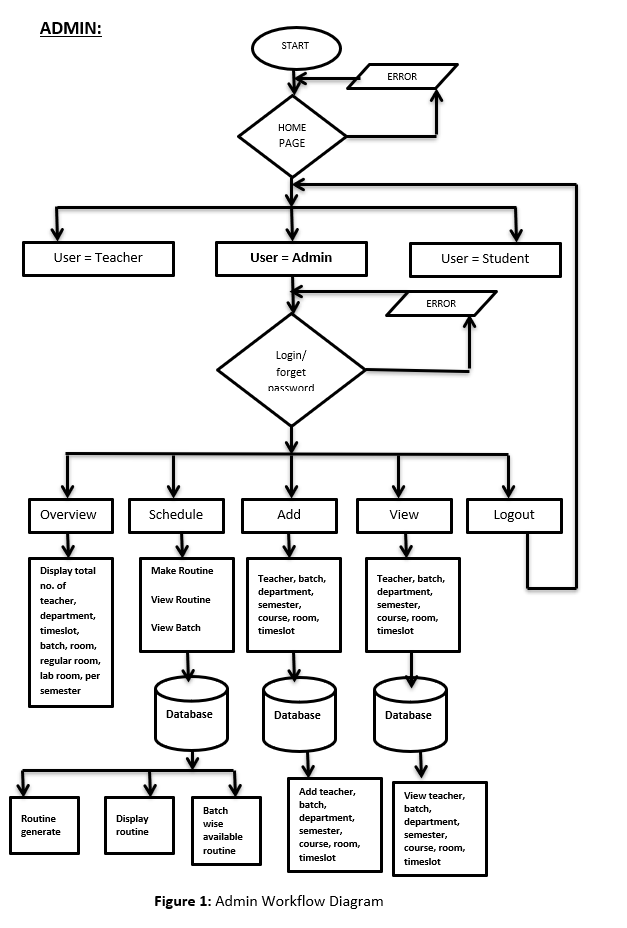 ADMIN:
START
ERROR
HOME
PAGE
User = Teacher
User = Admin
User = Student
ERROR
Login/
forget
password
Overview
Schedule
Add
View
Logout
Display total
no. of
teacher,
department,
timeslot,
batch, room,
regular room,
lab room, per
semester
Make Routine
View Routine
View Batch
Teacher, batch,
department,
semester,
course, room,
timeslot
Teacher, batch,
department,
semester,
course, room,
timeslot
Database
Database
Database
Routine
generate
Display
routine
Batch
wise
available
routine
Add teacher,
batch,
department,
semester,
course, room,
timeslot
View teacher,
batch,
department,
semester,
course, room,
timeslot
Figure 1: Admin Workflow Diagram